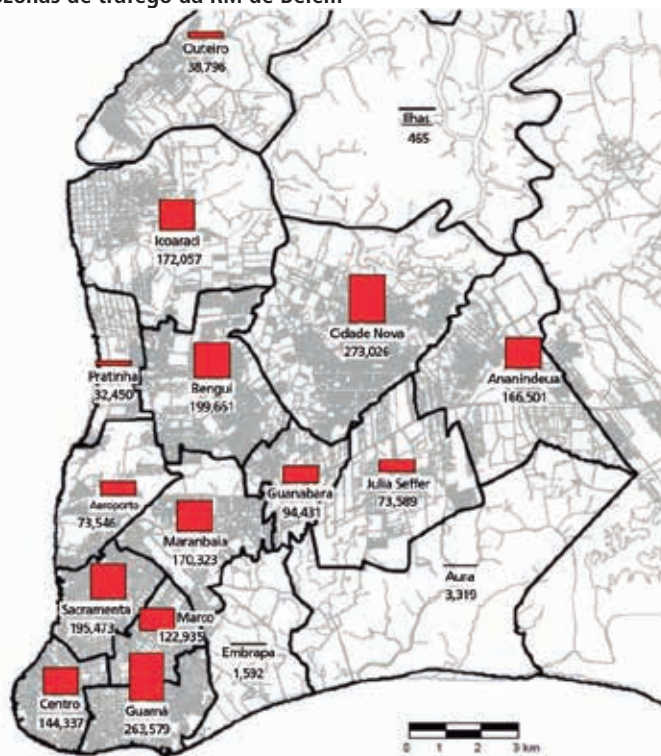 ozonas de tráfego da RM de Belém
Outeiro
38,796
Ilhas
465
Icoaraci
172,057
Cidade Nova
273,026
Pratinha
32,450
Bengui
199,661
Ananindeua
166,501
Aeroporto
73,546
Guanabara
94,431
Julia Seffer
73,589
Maranbaia
170,323
Aura
3,319
Sacramenta
195,473
Marco
122,935
Embrapa
1,592
Centro
144,337
Guamá
263,579
0 1 2 3 km